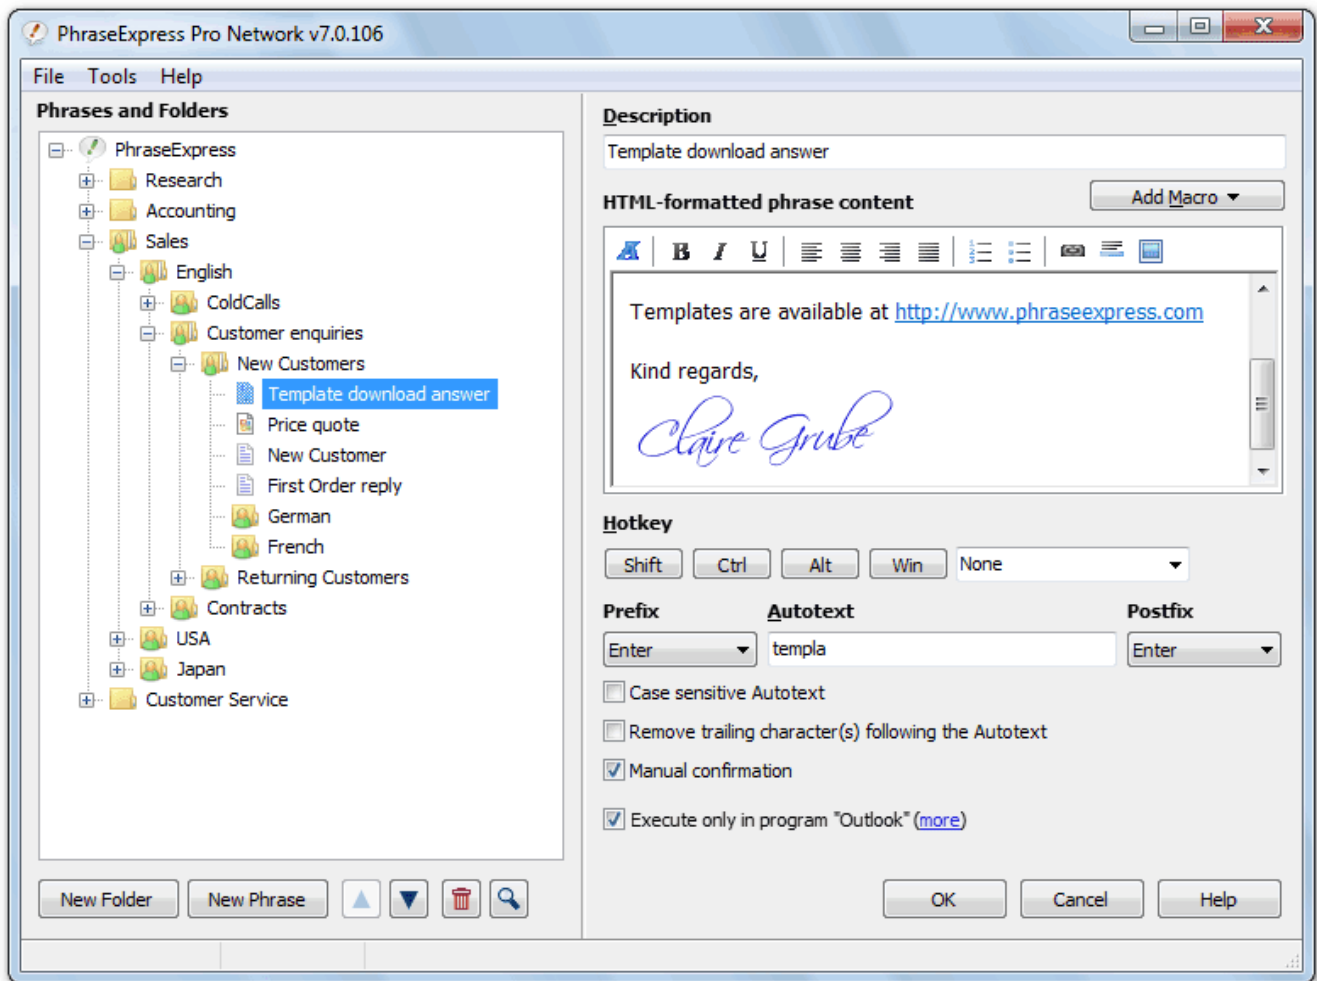 PhraseExpress Pro Network v7.0.106
File Tools Help
Phrases and Folders
PhraseExpress
Research
Accounting
Sales
English
ColdCalls
Customer enquiries
New Customers
Template download answer
Price quote
New Customer
First Order reply
German
French
Returning Customers
Contracts
USA
Japan
Customer Service
New Folder New Phrase
Description
Template download answer
HTML-formatted phrase content Add Macro
B I U
Templates are available at http://www.phraseexpress.com
Kind regards,
Claire Grube
Hotkey
Shift Ctrl Alt Win None
Prefix Autotext Postfix
Enter templa Enter
Case sensitive Autotext
Remove trailing character(s) following the Autotext
Manual confirmation
Execute only in program "Outlook" (more)
OK Cancel Help